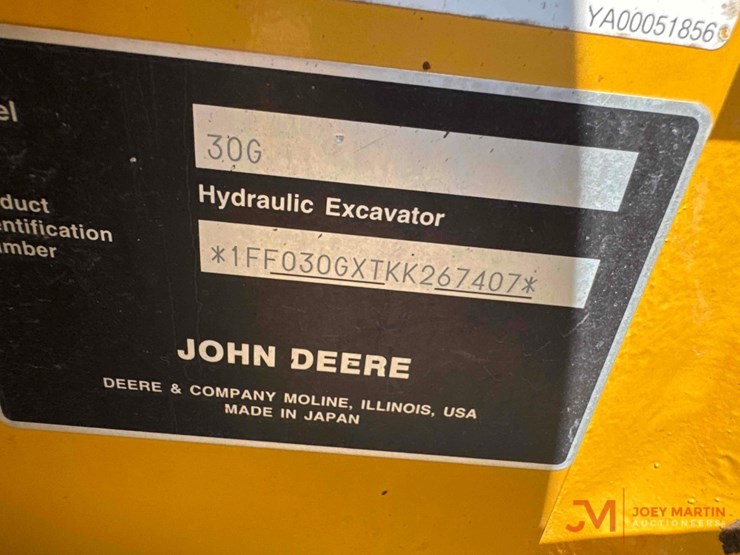 YA00051856
el
30G
Hydraulic Excavator
duct
entification
umber
*1FF030GXTKK267407*
JOHN DEERE
DEERE & COMPANY MOLINE, ILLINOIS, USA
MADE IN JAPAN
JM JOEY MARTIN
AUCTIONEERS